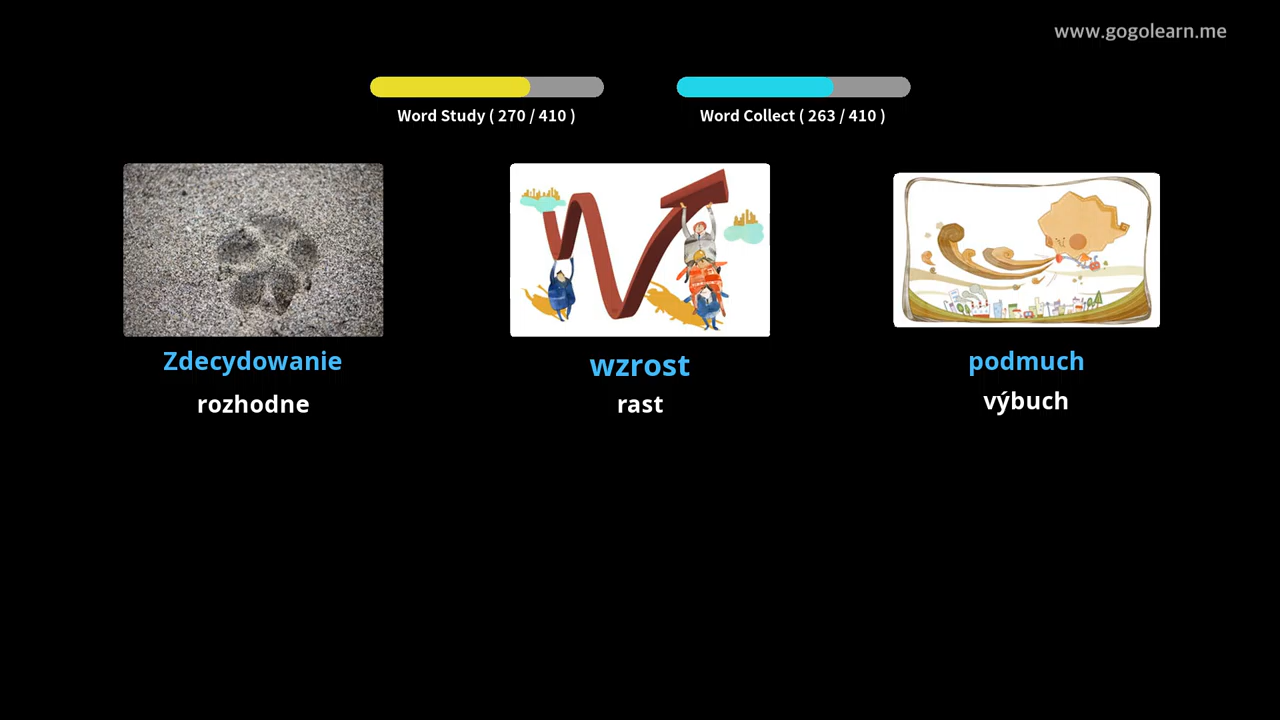 www.gogolearn.me
Word Study ( 270 / 410 )
Word Collect ( 263 / 410 )
Zdecydowanie
rozhodne
wzrost
rast
podmuch
výbuch